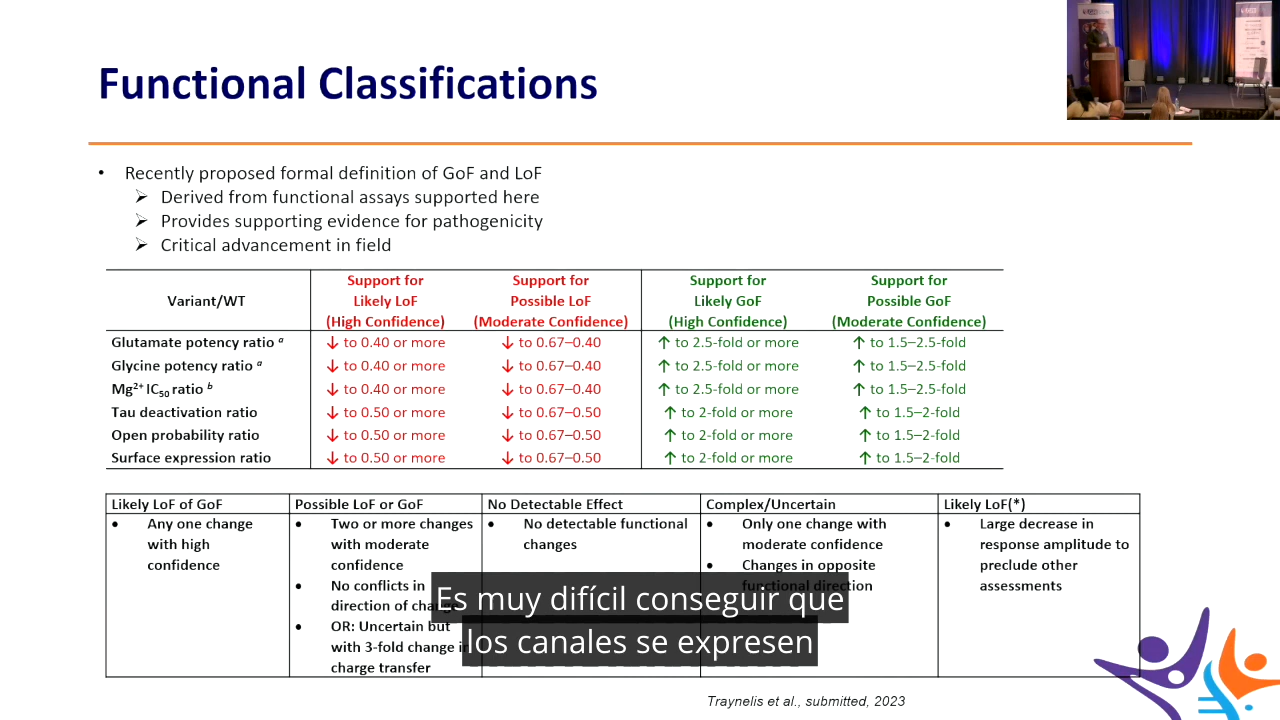 Functional Classifications
• Recently proposed formal definition of GoF and LoF
➢ Derived from functional assays supported here
➢ Provides supporting evidence for pathogenicity
➢ Critical advancement in field
Variant/WT
Support for
Likely LoF
(High Confidence)
Support for
Possible LoF
(Moderate Confidence)
Support for
Likely GoF
(High Confidence)
Support for
Possible GoF
(Moderate Confidence)
Glutamate potency ratio a ↓ to 0.40 or more ↓ to 0.67–0.40 ↑ to 2.5-fold or more ↑ to 1.5–2.5-fold
Glycine potency ratio a ↓ to 0.40 or more ↓ to 0.67–0.40 ↑ to 2.5-fold or more ↑ to 1.5–2.5-fold
Mg2+ IC50 ratio b ↓ to 0.40 or more ↓ to 0.67–0.40 ↑ to 2.5-fold or more ↑ to 1.5–2.5-fold
Tau deactivation ratio ↓ to 0.50 or more ↓ to 0.67–0.50 ↑ to 2-fold or more ↑ to 1.5–2-fold
Open probability ratio ↓ to 0.50 or more ↓ to 0.67–0.50 ↑ to 2-fold or more ↑ to 1.5–2-fold
Surface expression ratio ↓ to 0.50 or more ↓ to 0.67–0.50 ↑ to 2-fold or more ↑ to 1.5–2-fold
Likely LoF of GoF
• Any one change
with high
confidence
Possible LoF or GoF
• Two or more changes
with moderate
confidence
• No conflicts in
direction of change
• OR: Uncertain but
with 3-fold change in
charge transfer
No Detectable Effect
• No detectable functional
changes
Complex/Uncertain
• Only one change with
moderate confidence
• Changes in opposite
functional direction
Likely LoF(*)
• Large decrease in
response amplitude to
preclude other
assessments
Es muy difícil conseguir que
los canales se expresen
Traynelis et al., submitted, 2023